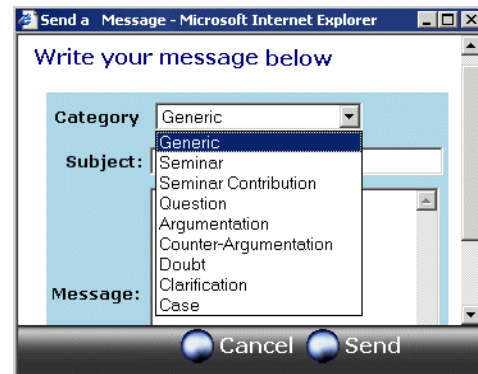 Send a Message - Microsoft Internet Explorer
Write your message below
Category Generic
Generic
Subject:
Seminar
Seminar Contribution
Question
Argumentation
Counter-Argumentation
Doubt
Clarification
Message:
Case
Cancel Send